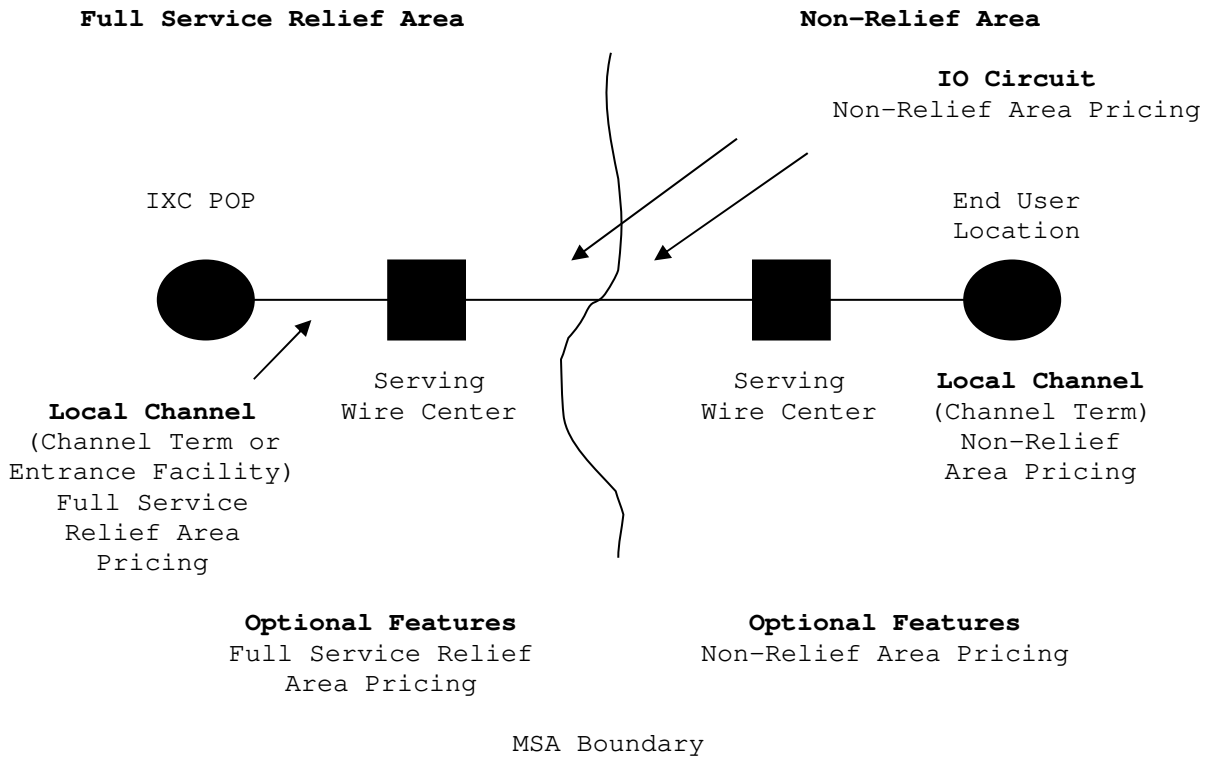 Full Service Relief Area
Non-Relief Area
IO Circuit
Non-Relief Area Pricing
IXC POP
End User
Location
Serving
Wire Center
Serving
Wire Center
Local Channel
(Channel Term or
Entrance Facility)
Full Service
Relief Area
Pricing
Local Channel
(Channel Term)
Non-Relief
Area Pricing
Optional Features
Full Service Relief
Area Pricing
Optional Features
Non-Relief Area Pricing
MSA Boundary